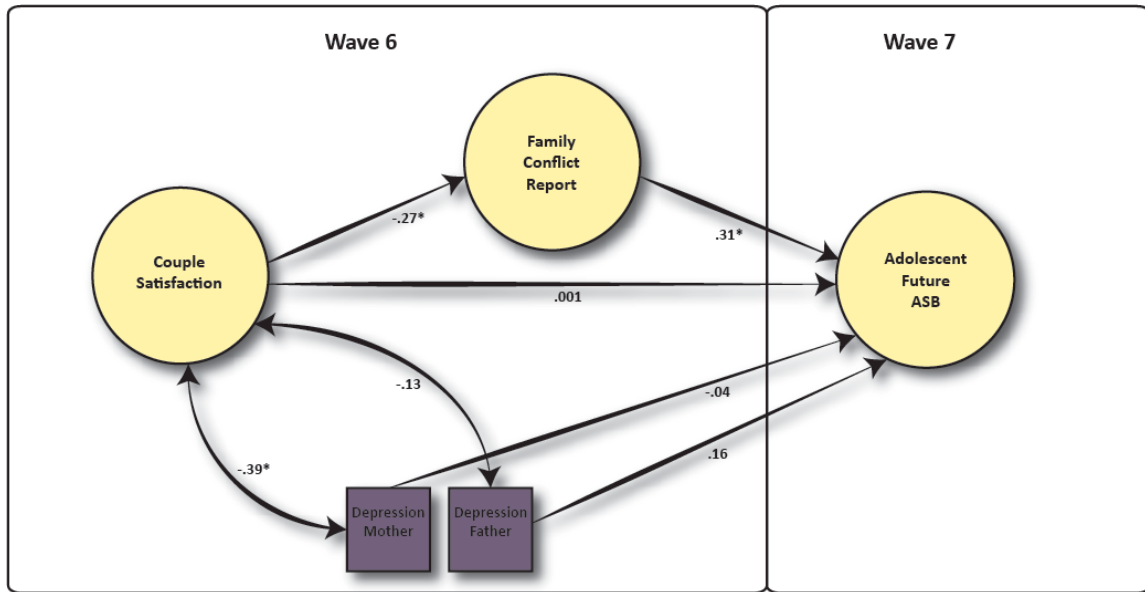 Wave 6
Wave 7
Family
Conflict
Report
-.27*
.31*
Couple
Satisfaction
Adolescent
Future
ASB
.001
-.13
-.04
-.39*
.16
Depression
Mother
Depression
Father